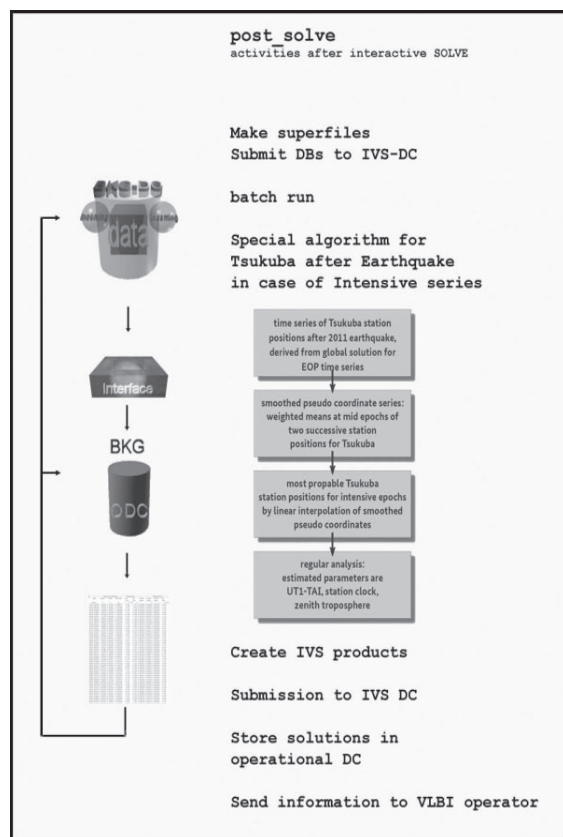 post_solve
activities after interactive SOLVE
Make superfiles
Submit DBs to IVS-DC
batch run
Special algorithm for
Tsukuba after Earthquake
in case of Intensive series
data
time series of Tsukuba station
positions after 2011 earthquake,
derived from global solution for
EOP time series
Interface
smoothed pseudo coordinate series:
weighted means at mid epochs of
two successive station
positions for Tsukuba
BKG
ODC
most propable Tsukuba
station positions for intensive epochs
by linear interpolation of smoothed
pseudo coordinates
regular analysis:
estimated parameters are
UT1-TAI, station clock,
zenith troposphere
Create IVS products
Submission to IVS DC
Store solutions in
operational DC
Send information to VLBI operator